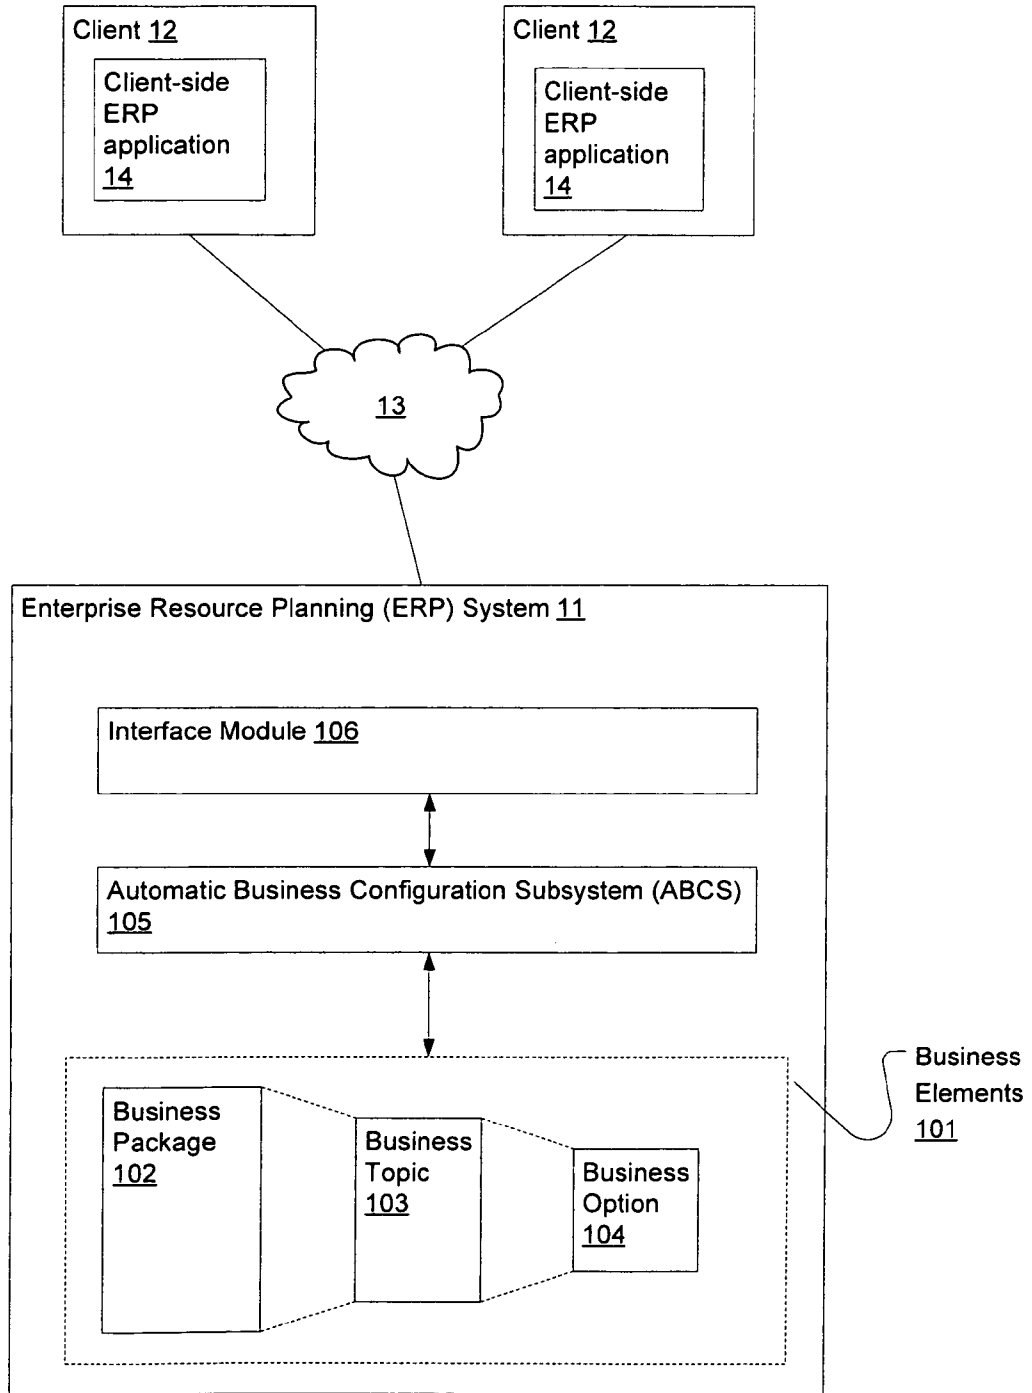 Client 12
Client-side
ERP
application
14
Client 12
Client-side
ERP
application
14
13
Enterprise Resource Planning (ERP) System 11
Interface Module 106
Automatic Business Configuration Subsystem (ABCS)
105
Business
Elements
101
Business
Package
102
Business
Topic
103
Business
Option
104